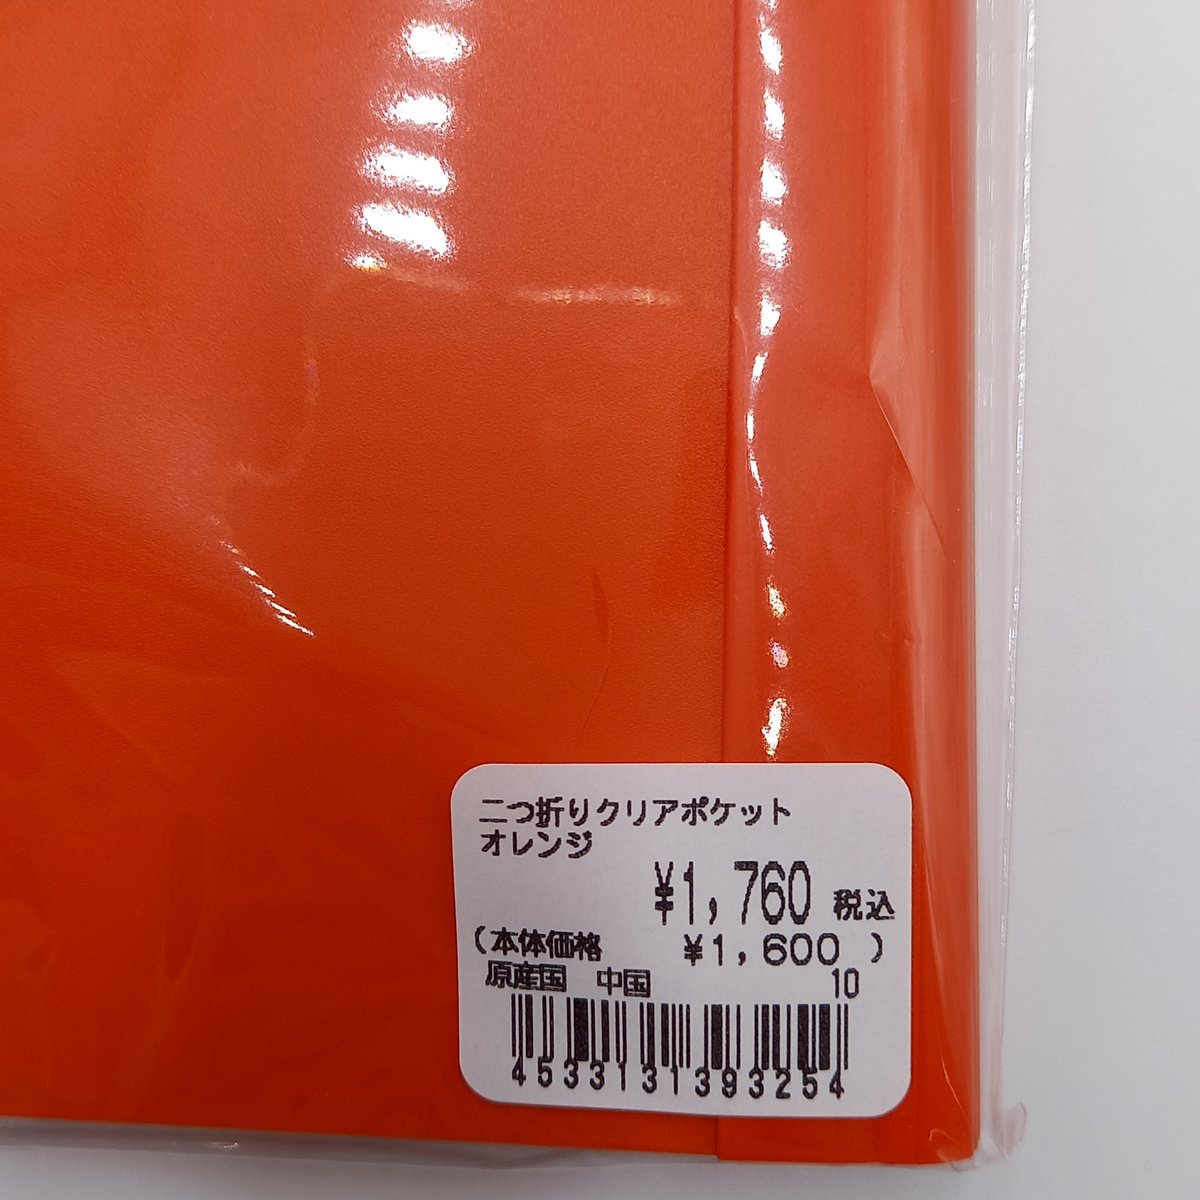 二つ折りクリアポケット
オレンジ
¥1,760 税込
(本体価格 ¥1,600 )
原産国 中国 10
4533131393254